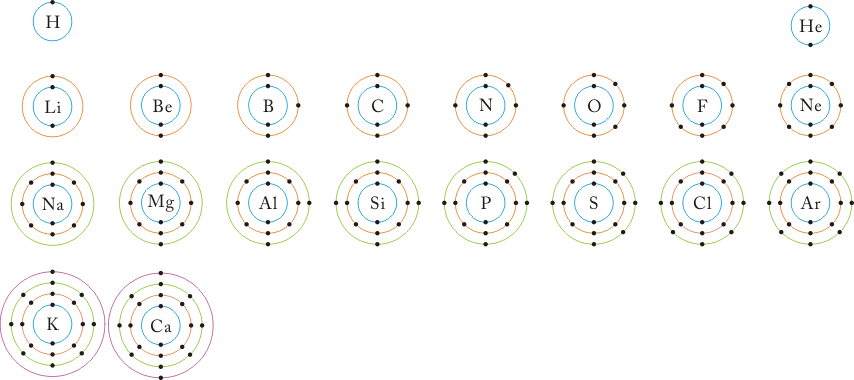 H He
Li Be B C N O F Ne
Na Mg Al Si P S Cl Ar
K Ca